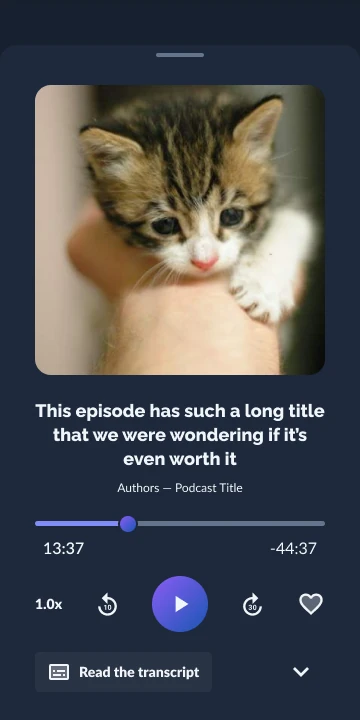 This episode has such a long title
that we were wondering if it’s
even worth it
Authors — Podcast Title
13:37 -44:37
1.0x 10 30
Read the transcript